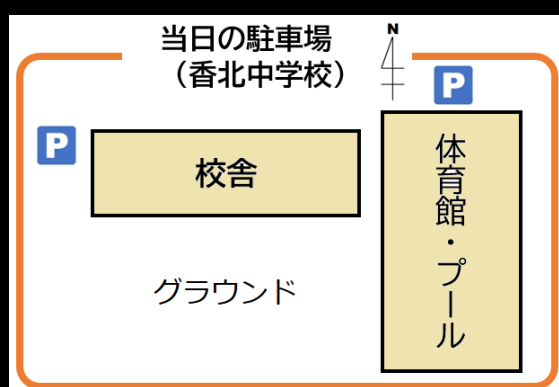 当日の駐車場
（香北中学校）
N
P
P
校舎
体育館・プール
グラウンド